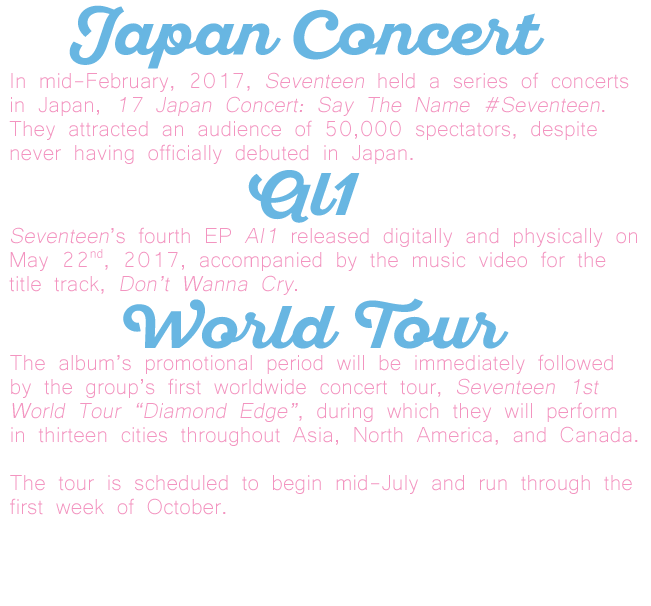 Japan Concert
In mid-February, 2017, Seventeen held a series of concerts
in Japan, 17 Japan Concert: Say The Name #Seventeen.
They attracted an audience of 50,000 spectators, despite
never having officially debuted in Japan.
Al1
Seventeen's fourth EP Al1 released digitally and physically on
May 22nd, 2017, accompanied by the music video for the
title track, Don't Wanna Cry.
World Tour
The album's promotional period will be immediately followed
by the group's first worldwide concert tour, Seventeen 1st
World Tour "Diamond Edge", during which they will perform
in thirteen cities throughout Asia, North America, and Canada.
The tour is scheduled to begin mid-July and run through the
first week of October.